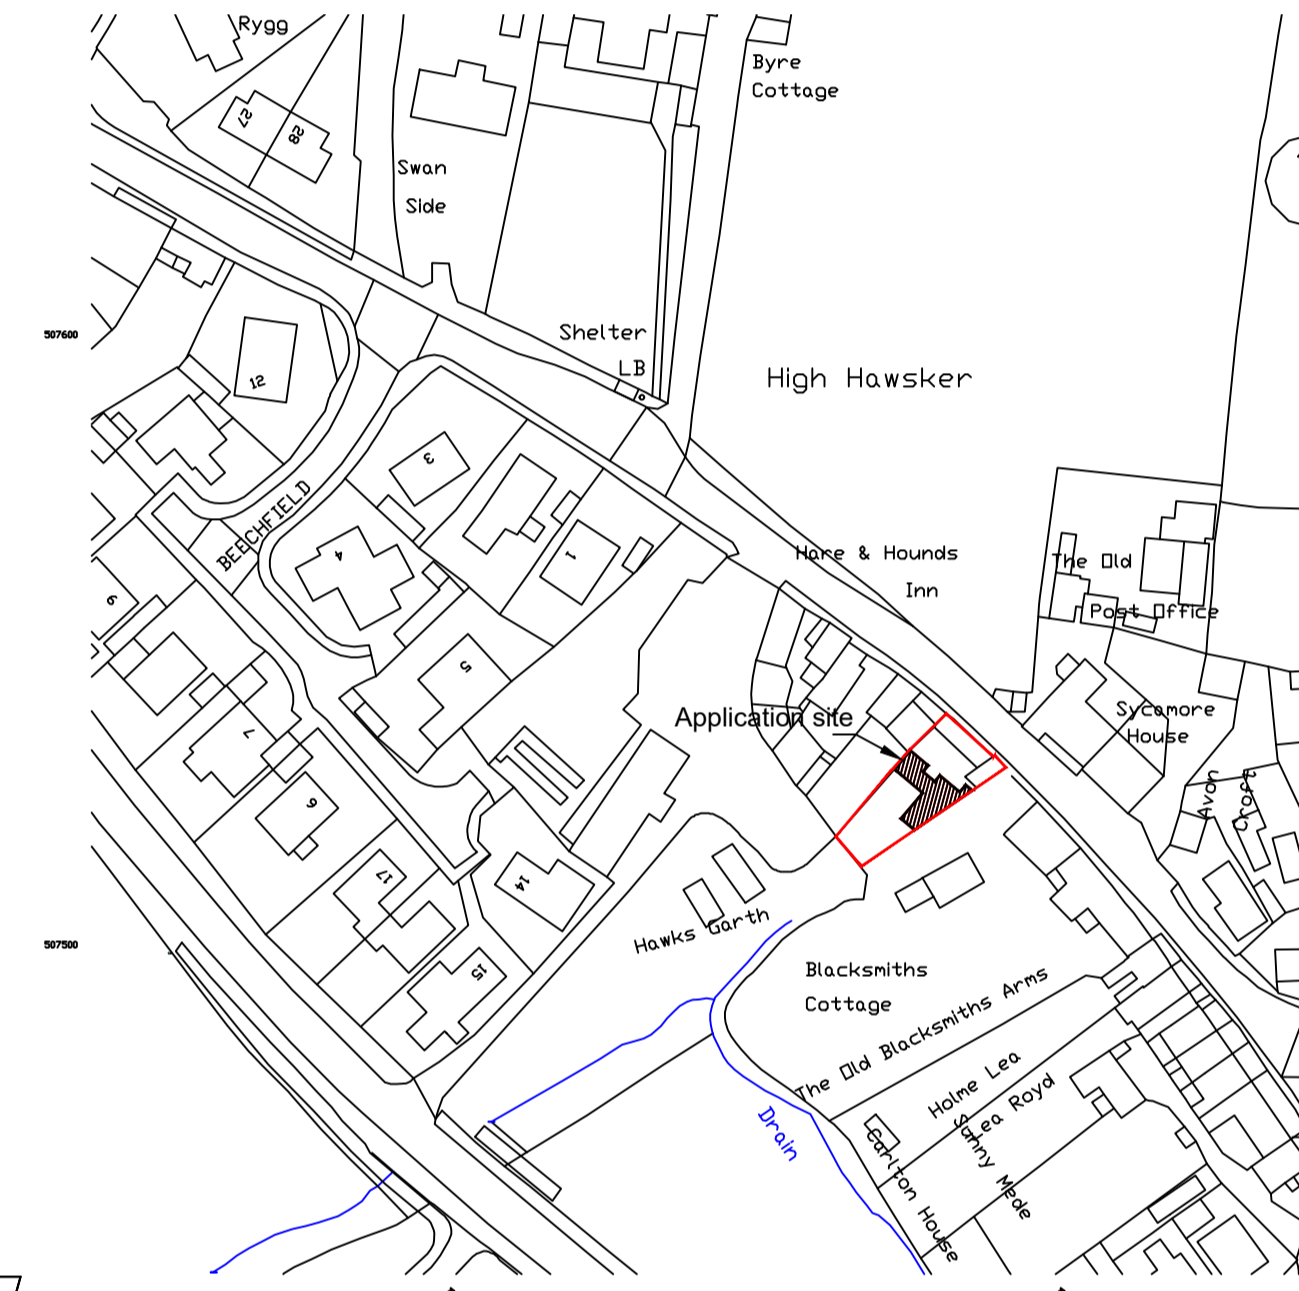 Rygg
Byre
Cottage
27
28
Swan
Side
507600
Shelter
LB
High Hawsker
12
3
BEECHFIELD
4
1
Hare & Hounds
Inn
The Old
Post Office
6
5
Application site
Sycamore
House
7
Avon
Croft
9
17
14
Hawks Garth
507500
15
Blacksmiths
Cottage
The Old Blacksmiths Arms
Holme Lea
Lea Royd
Sunny Mede
Drain
Carlton House